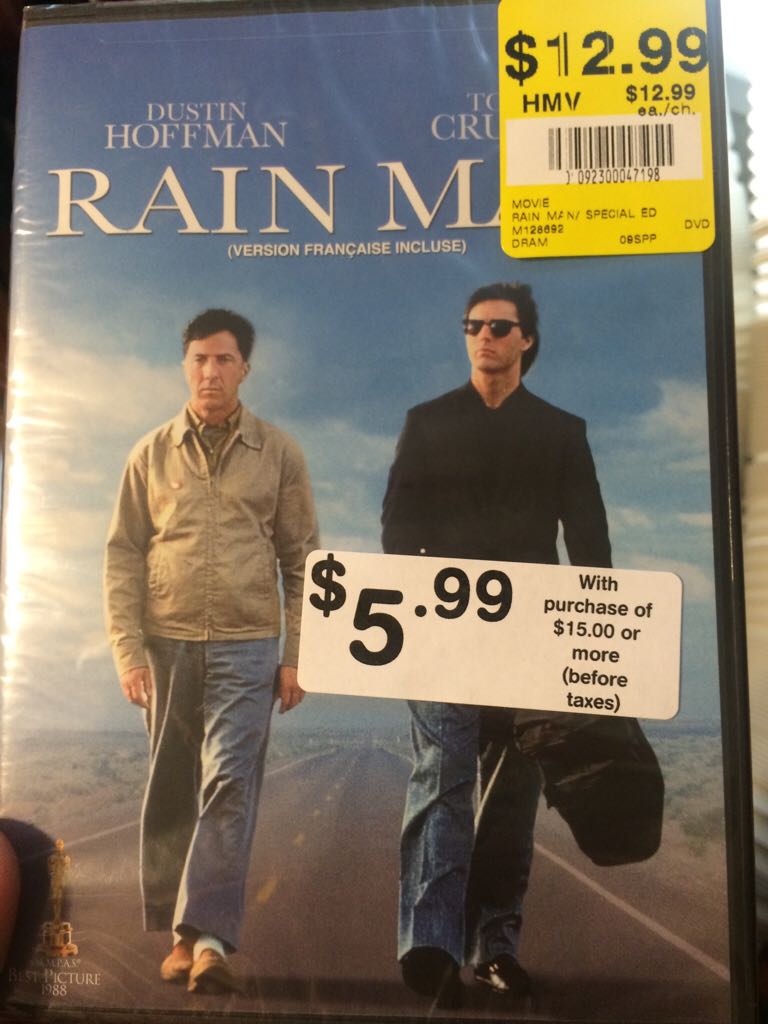 DUSTIN
HOFFMAN
TO
CRU
RAIN MA
(VERSION FRANÇAISE INCLUSE)
$12.99
HMV
$12.99
ea./ch.
092300047198
MOVIE
RAIN MAN/ SPECIAL ED
M128692
DVD
DRAM
09SPP
$5.99
With
purchase of
$15.00 or
more
(before
taxes)
A.M.P.A.S.®
BEST PICTURE
1988